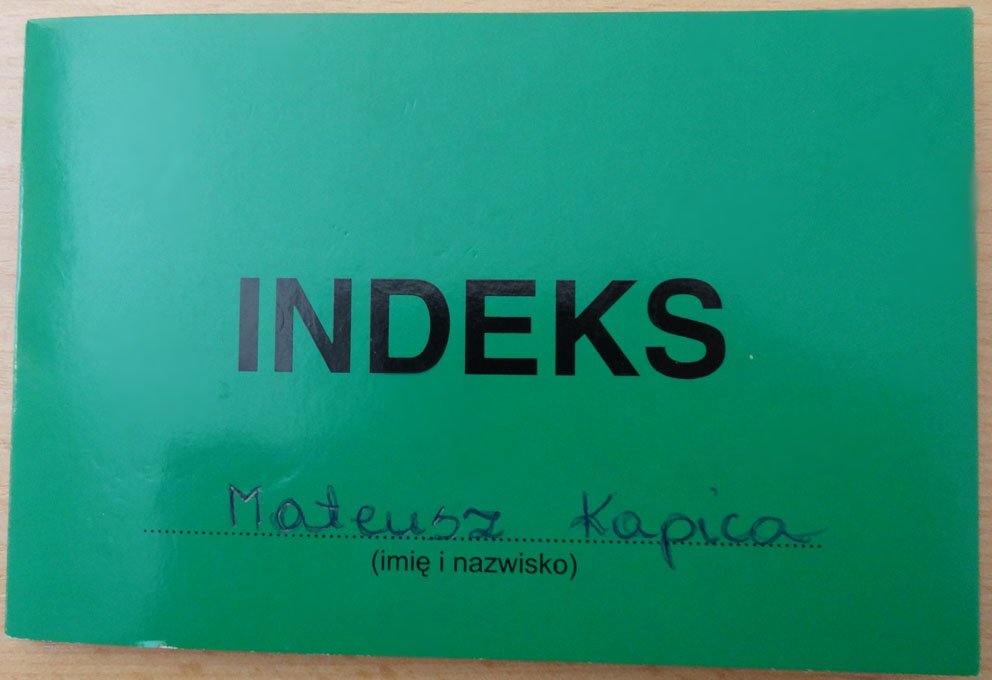 INDEKS
Mateusz Kapica
(imię i nazwisko)